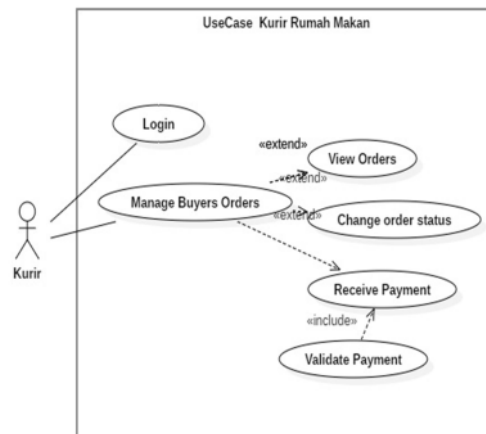 UseCase Kurir Rumah Makan
Login
«extend»
View Orders
«extend»
Manage Buyers Orders
«extend»
Change order status
Kurir
Receive Payment
«include»
Validate Payment